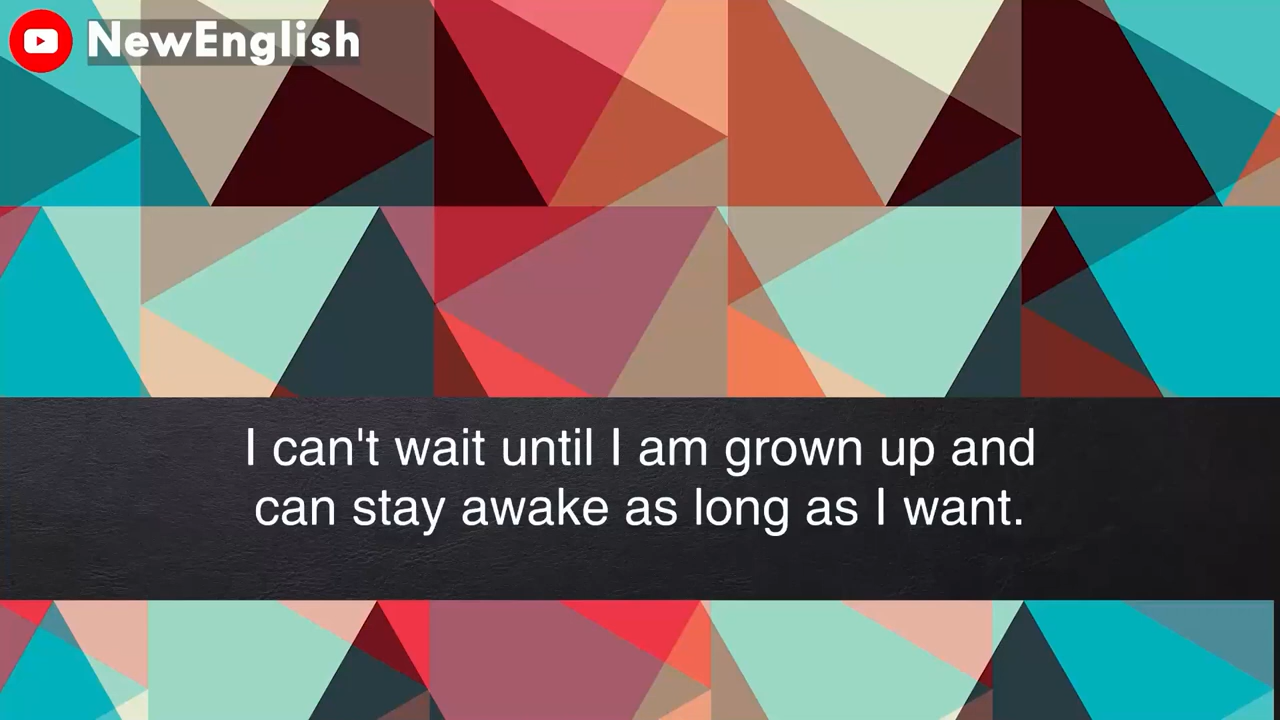 NewEnglish
I can't wait until I am grown up and
can stay awake as long as I want.